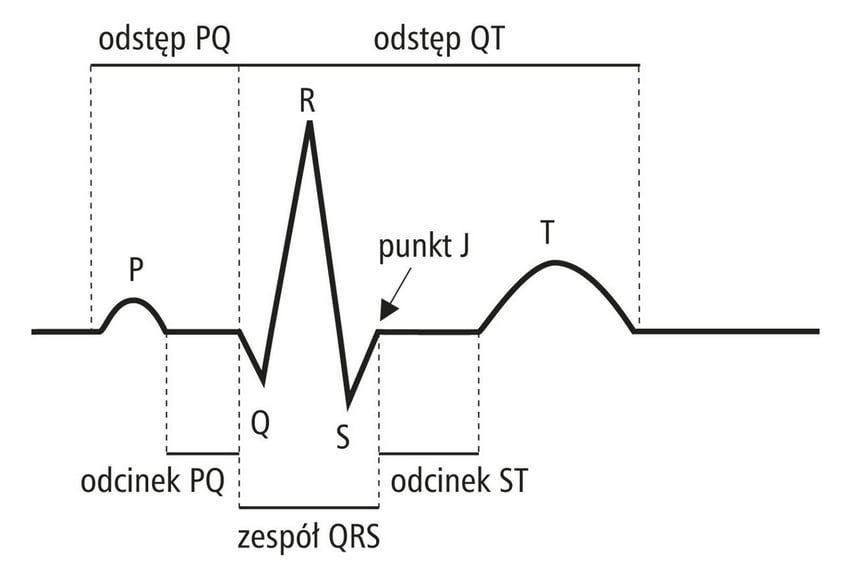 odstęp PQ
odstęp QT
R
P
punkt J
T
Q
S
odcinek PQ
odcinek ST
zespół QRS